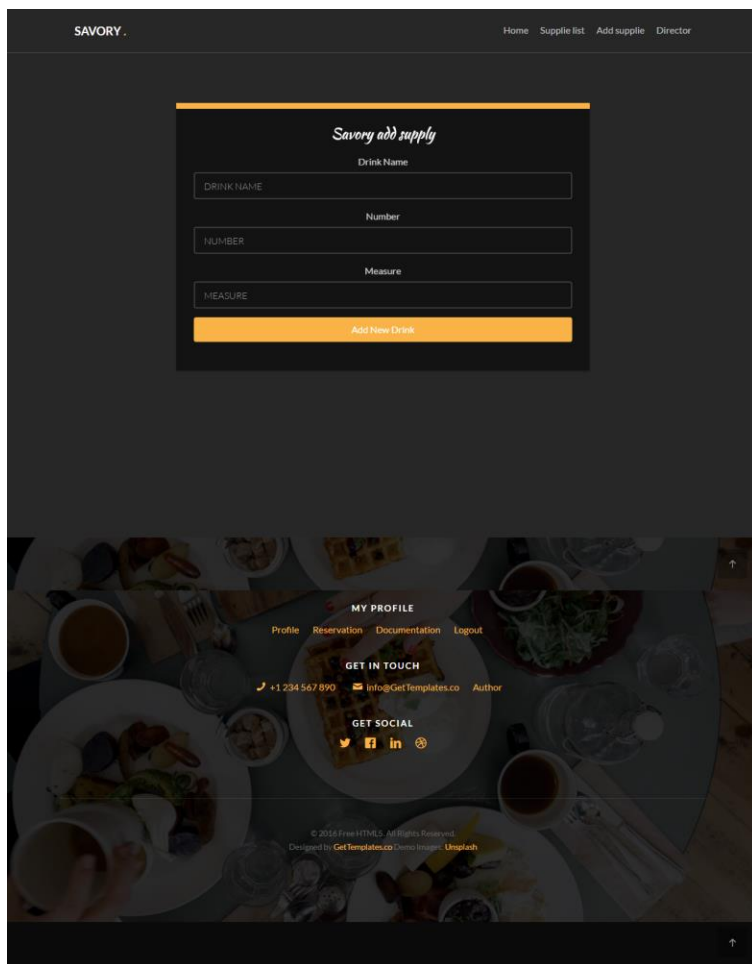 SAVORY .
Home Supplie list Add supplie Director
Savory add supply
Drink Name
DRINK NAME
Number
NUMBER
Measure
MEASURE
Add New Drink
MY PROFILE
Profile Reservation Documentation Logout
GET IN TOUCH
+1 234 567 890 info@GetTemplates.co Author
GET SOCIAL
© 2016 Free HTML5. All Rights Reserved.
Designed by GetTemplates.co Demo Images: Unsplash